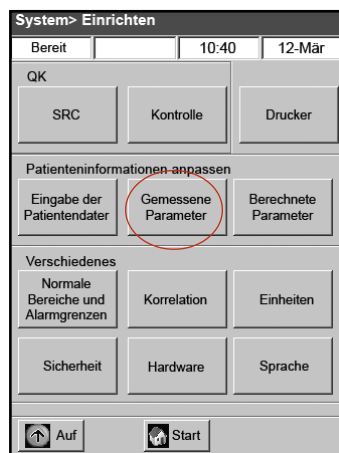 System> Einrichten
Bereit 10:40 12-Mär
QK
SRC Kontrolle Drucker
Patienteninformationen anpassen
Eingabe der Gemessene Berechnete
Patientendater Parameter Parameter
Verschiedenes
Normale
Bereiche und Korrelation Einheiten
Alarmgrenzen
Sicherheit Hardware Sprache
Auf Start